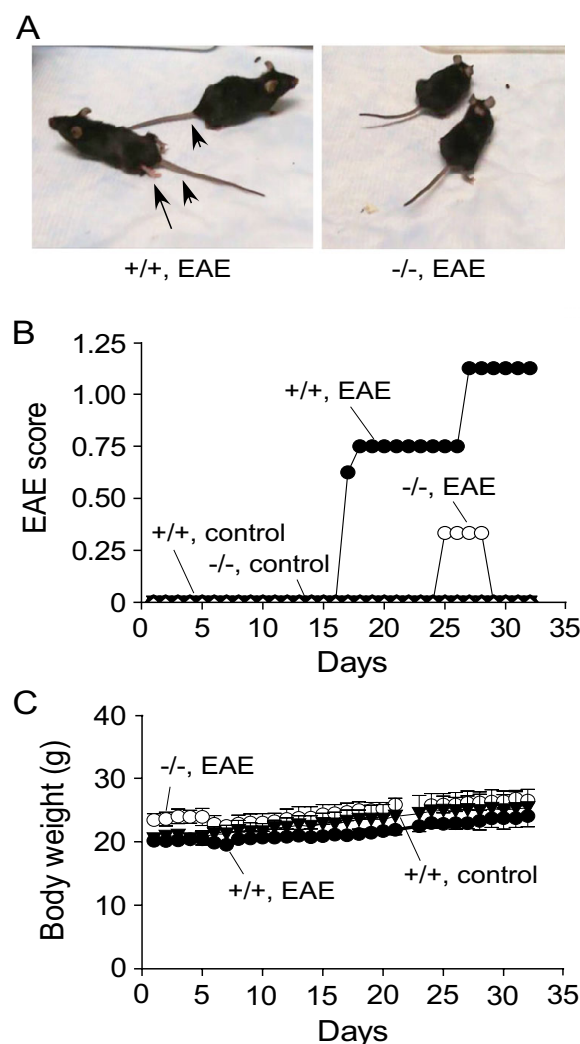 A
+/+, EAE
-/-, EAE
B
EAE score
1.25
1.00
0.75
0.50
0.25
0
+/+, EAE
-/-, EAE
+/+, control
-/-, control
0 5 10 15 20 25 30 35
Days
C
Body weight (g)
40
30
20
10
0
-/-, EAE
+/+, EAE
+/+, control
0 5 10 15 20 25 30 35
Days